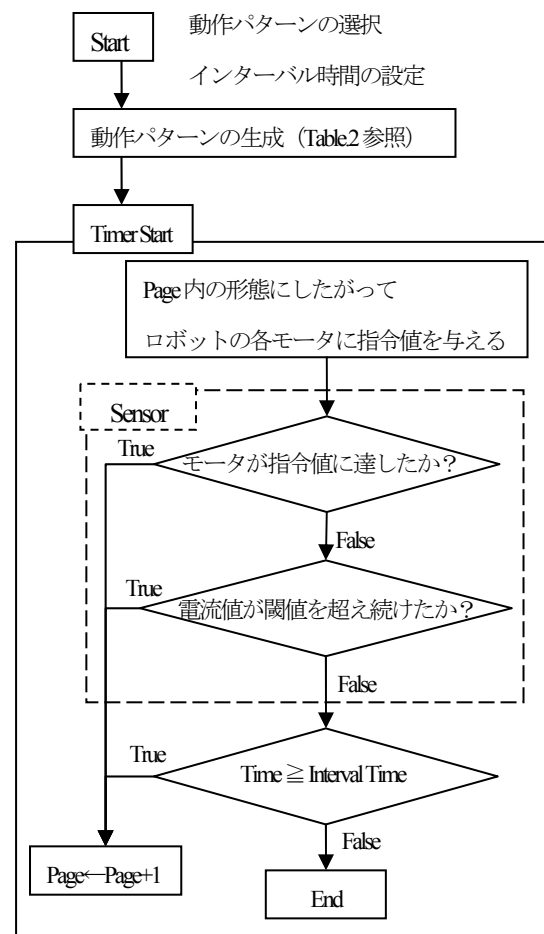 Start
動作パターンの選択
インターバル時間の設定
動作パターンの生成（Table.2 参照）
Timer Start
Page 内の形態にしたがって
ロボットの各モータに指令値を与える
Sensor
True
モータが指令値に達したか？
False
True
電流値が閾値を超え続けたか？
False
True
Time ≧ Interval Time
False
Page←Page+1
End